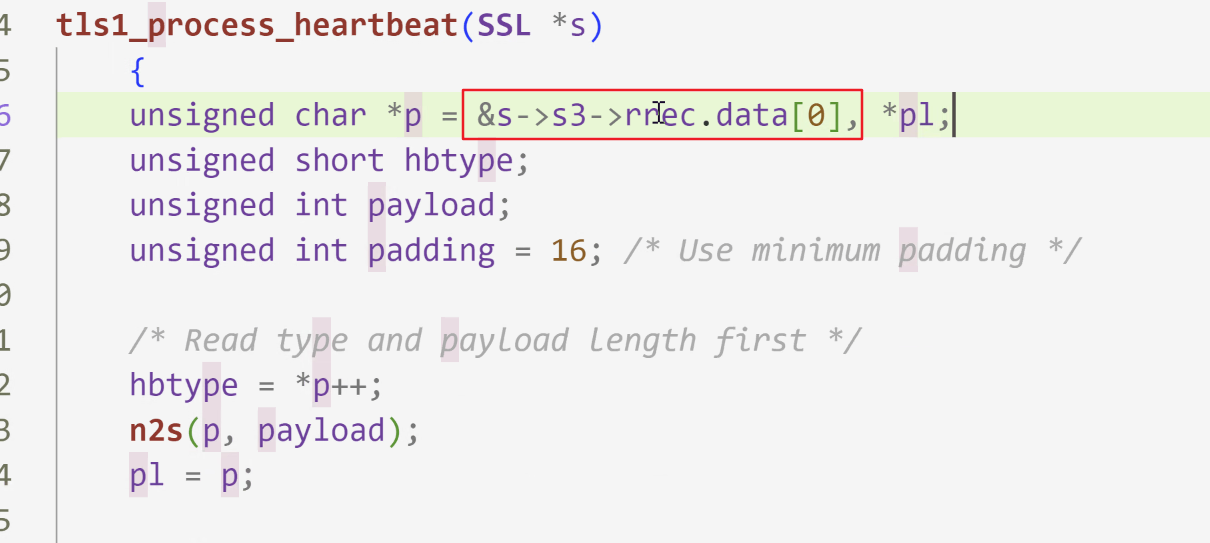 4 tls1_process_heartbeat(SSL *s)
5 {
6 unsigned char *p = &s->s3->rrec.data[0], *pl;
7 unsigned short hbtype;
8 unsigned int payload;
9 unsigned int padding = 16; /* Use minimum padding */
0
1 /* Read type and payload length first */
2 hbtype = *p++;
3 n2s(p, payload);
4 pl = p;
5